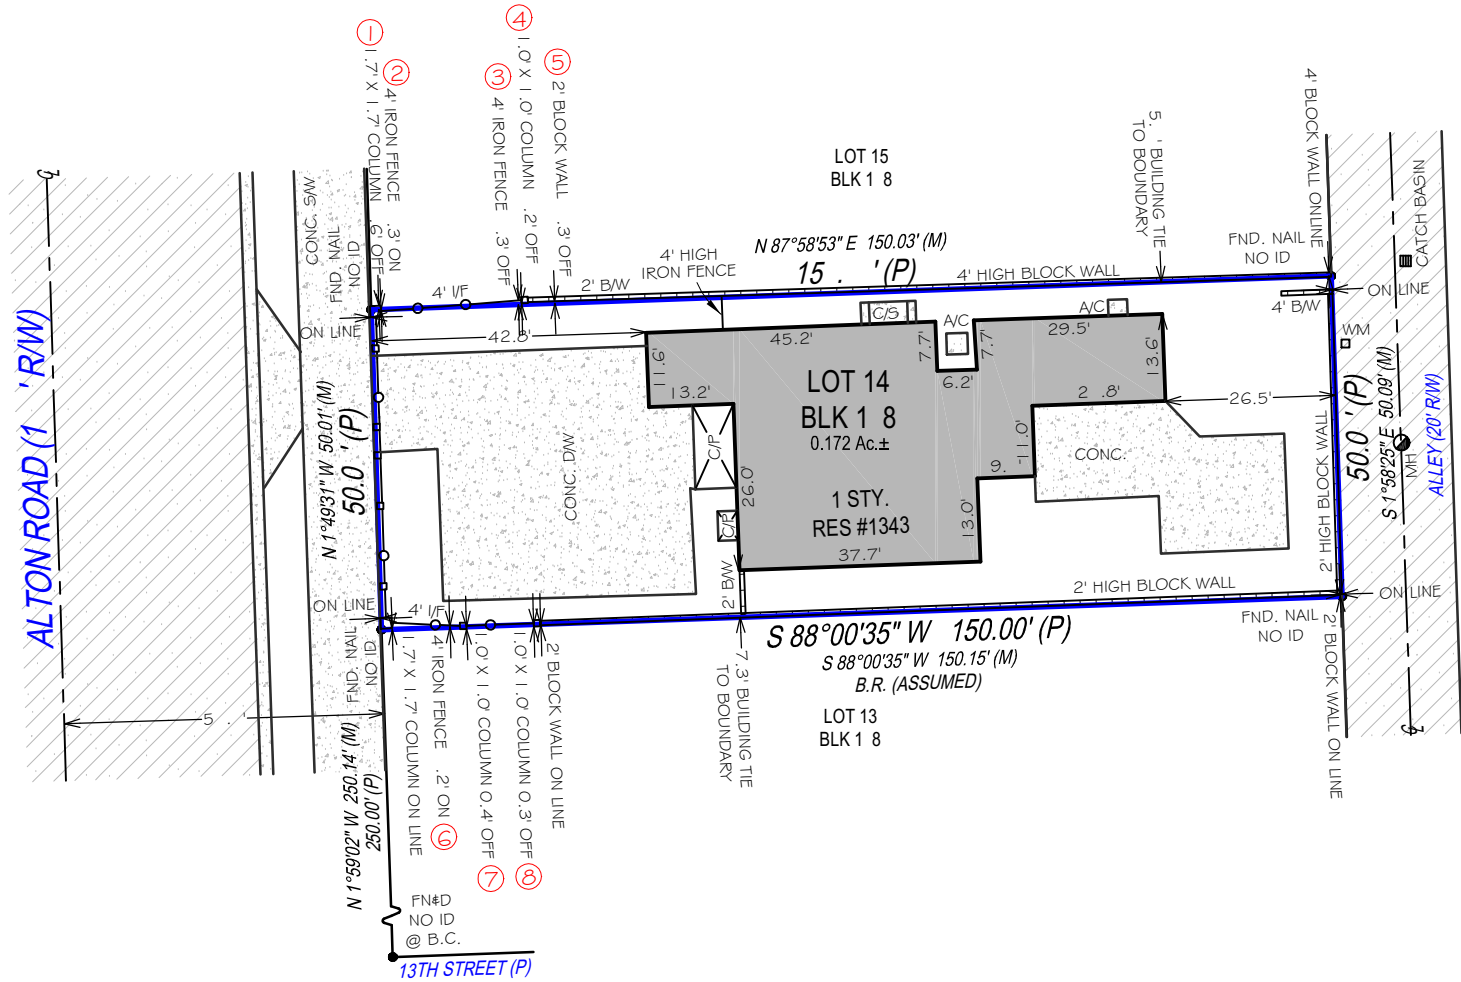 1
1.7' X 1.7' COLUMN .6' OFF
2
4' IRON FENCE .3' ON
3
4' IRON FENCE .3' OFF
4
1.0' X 1.0' COLUMN .2' OFF
5
2' BLOCK WALL .3' OFF
LOT 15
BLK 1 8
5. ' BUILDING TIE
TO BOUNDARY
4' BLOCK WALL ONLINE
CATCH BASIN
CONC. S/W
FND. NAIL
NO ID
N 87°58'53" E 150.03' (M)
15 . ' (P)
4' HIGH
IRON FENCE
4' HIGH BLOCK WALL
FND. NAIL
NO ID
4' I/F
2' B/W
ON LINE
4' B/W
ON LINE
42.8'
C/S
A/C
A/C
WM
45.2'
7.7'
7.7'
29.5'
11.6'
13.2'
6.2'
13.6'
2 .8'
26.5'
LOT 14
BLK 1 8
0.172 Ac.±
1 STY.
RES #1343
ALTON ROAD (1 ' R/W)
N 1°49'31" W 50.01' (M)
50.0 ' (P)
CONC. D/W
C/P
C/P
26.0'
37.7'
13.0'
9.
11.0'
CONC.
2' HIGH BLOCK WALL
50.0 ' (P)
S 1°58'25" E 50.09' (M)
MH
ALLEY (20' R/W)
ON LINE
4' I/F
2' B/W
2' HIGH BLOCK WALL
ON LINE
FND. NAIL
NO ID
S 88°00'35" W 150.00' (P)
S 88°00'35" W 150.15' (M)
B.R. (ASSUMED)
LOT 13
BLK 1 8
FND. NAIL
NO ID
1.7' X 1.7' COLUMN ON LINE
4' IRON FENCE .2' ON
6
1.0' X 1.0' COLUMN 0.4' OFF
7
1.0' X 1.0' COLUMN 0.3' OFF
8
2' BLOCK WALL ON LINE
7.3' BUILDING TIE
TO BOUNDARY
2' BLOCK WALL ON LINE
5 . '
N 1°59'02" W 250.14' (M)
250.00' (P)
FN&D
NO ID
@ B.C.
13TH STREET (P)